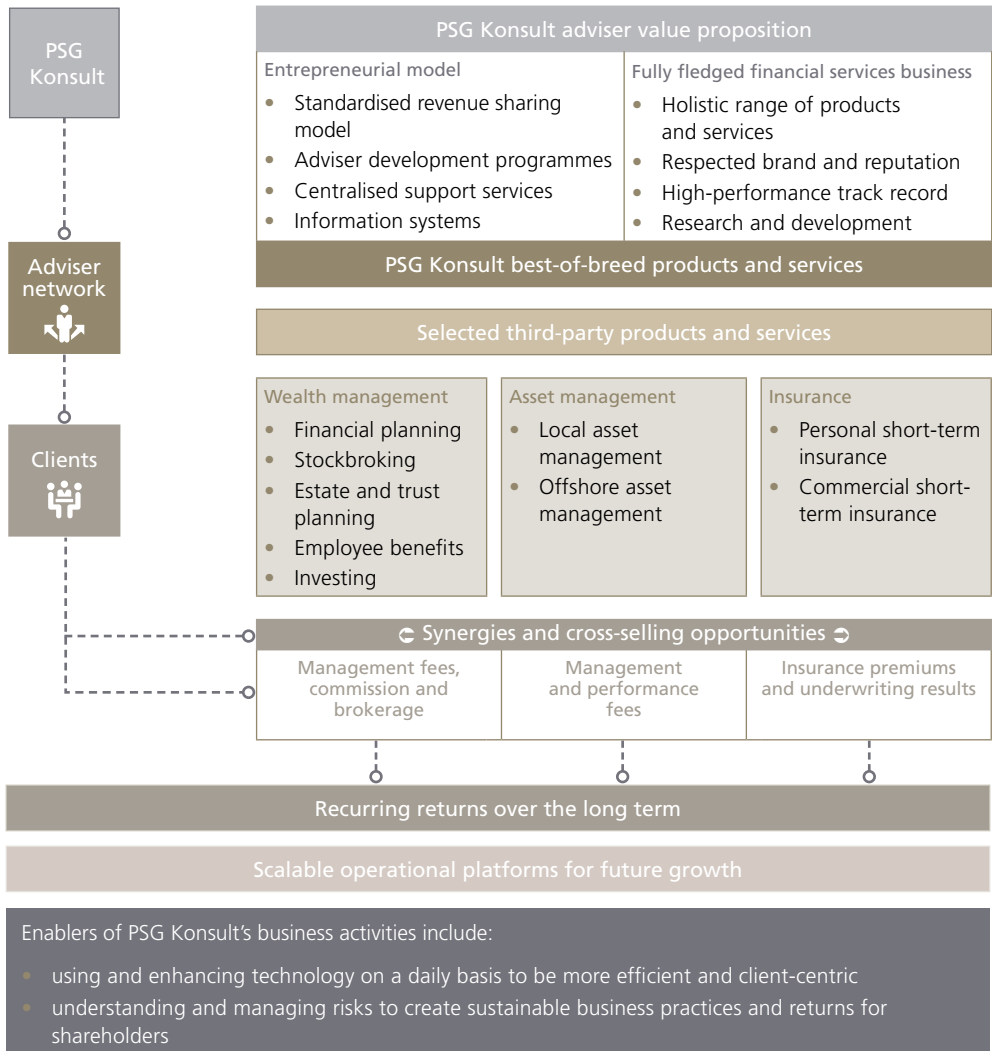 PSG
Konsult
PSG Konsult adviser value proposition
Entrepreneurial model
• Standardised revenue sharing
model
• Adviser development programmes
• Centralised support services
• Information systems
Fully fledged financial services business
• Holistic range of products
and services
• Respected brand and reputation
• High-performance track record
• Research and development
PSG Konsult best-of-breed products and services
Adviser
network
Selected third-party products and services
Clients
Wealth management
• Financial planning
• Stockbroking
• Estate and trust
planning
• Employee benefits
• Investing
Asset management
• Local asset
management
• Offshore asset
management
Insurance
• Personal short-term
insurance
• Commercial short-
term insurance
Synergies and cross-selling opportunities
Management fees,
commission and
brokerage
Management
and performance
fees
Insurance premiums
and underwriting results
Recurring returns over the long term
Scalable operational platforms for future growth
Enablers of PSG Konsult’s business activities include:
• using and enhancing technology on a daily basis to be more efficient and client-centric
• understanding and managing risks to create sustainable business practices and returns for
shareholders